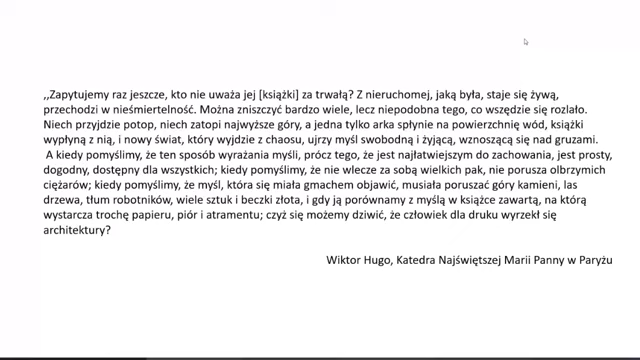 ,,Zapytujemy raz jeszcze, kto nie uważa jej [książki] za trwałą? Z nieruchomej, jaką była, staje się żywą,
przechodzi w nieśmiertelność. Można zniszczyć bardzo wiele, lecz niepodobna tego, co wszędzie się rozlało.
Niech przyjdzie potop, niech zatopi najwyższe góry, a jedna tylko arka spłynie na powierzchnię wód, książki
wypłyną z nią, i nowy świat, który wyjdzie z chaosu, ujrzy myśl swobodną i żyjącą, wznoszącą się nad gruzami.
A kiedy pomyślimy, że ten sposób wyrażania myśli, prócz tego, że jest najłatwiejszym do zachowania, jest prosty,
dogodny, dostępny dla wszystkich; kiedy pomyślimy, że nie wlecze za sobą wielkich pak, nie porusza olbrzymich
ciężarów; kiedy pomyślimy, że myśl, która się miała gmachem objawić, musiała poruszać góry kamieni, las
drzewa, tłum robotników, wiele sztuk i beczki złota, i gdy ją porównamy z myślą w książce zawartą, na którą
wystarcza trochę papieru, piór i atramentu; czyż się możemy dziwić, że człowiek dla druku wyrzekł się
architektury?
Wiktor Hugo, Katedra Najświętszej Marii Panny w Paryżu